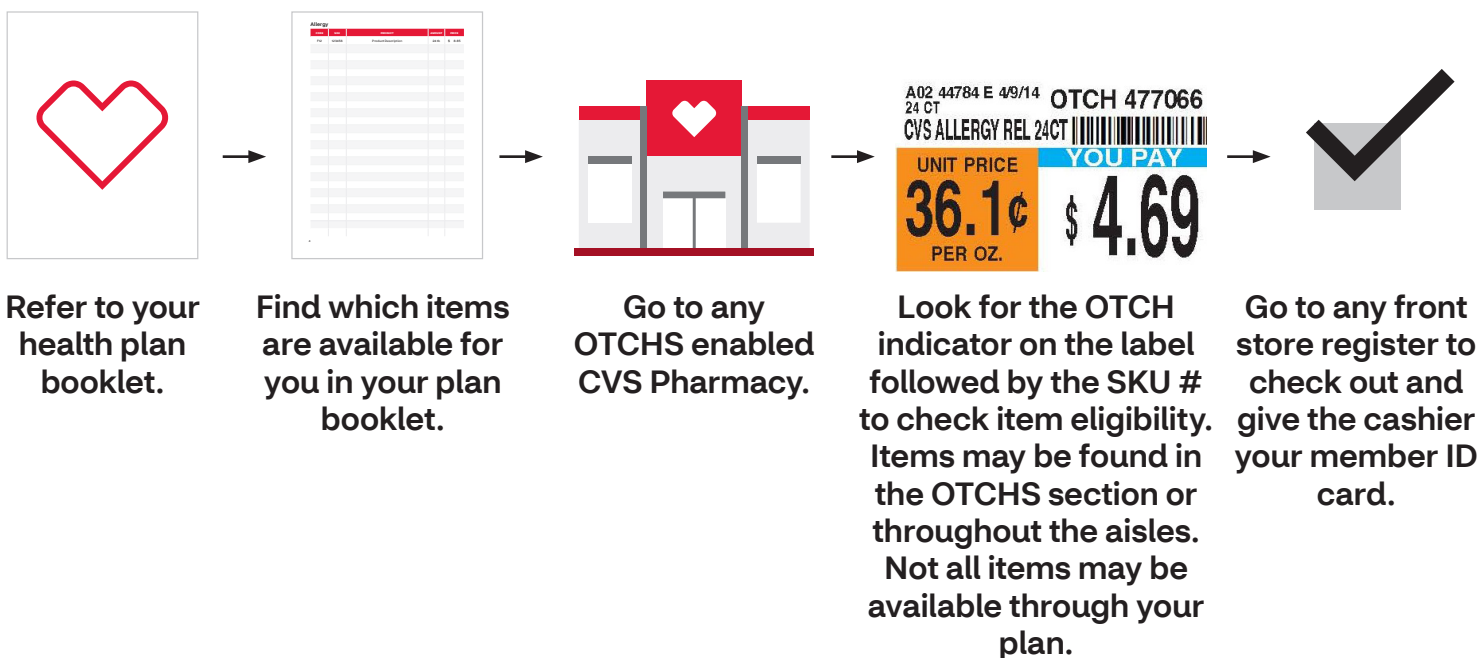 Allergy
Product Description
A02 44784 E 4/9/14
24 CT
OTCH 477066
CVS ALLERGY REL 24CT
UNIT PRICE
36.1¢
PER OZ.
YOU PAY
$ 4.69
Refer to your
health plan
booklet.
Find which items
are available for
you in your plan
booklet.
Go to any
OTCHS enabled
CVS Pharmacy.
Look for the OTCH
indicator on the label
followed by the SKU #
to check item eligibility.
Items may be found in
the OTCHS section or
throughout the aisles.
Not all items may be
available through your
plan.
Go to any front
store register to
check out and
give the cashier
your member ID
card.